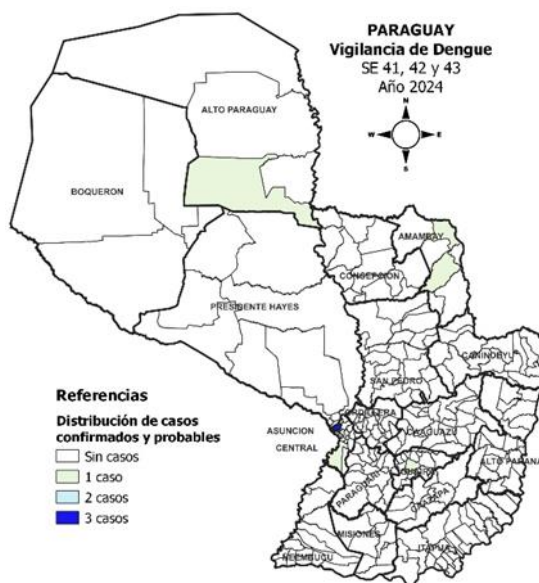 PARAGUAY
Vigilancia de Dengue
SE 41, 42 y 43
Año 2024
N
W
E
S
ALTO PARAGUAY
BOQUERON
AMAMBAY
CONCEPCION
PRESIDENTE HAYES
SAN PEDRO
CORDILLERA
ASUNCION
CENTRAL
CAAGUAZU
ALTO PARANA
PARAGUARI
CAAZAPA
MISIONES
ITAPUA
ÑEEMBUCU
Referencias
Distribución de casos
confirmados y probables
Sin casos
1 caso
2 casos
3 casos